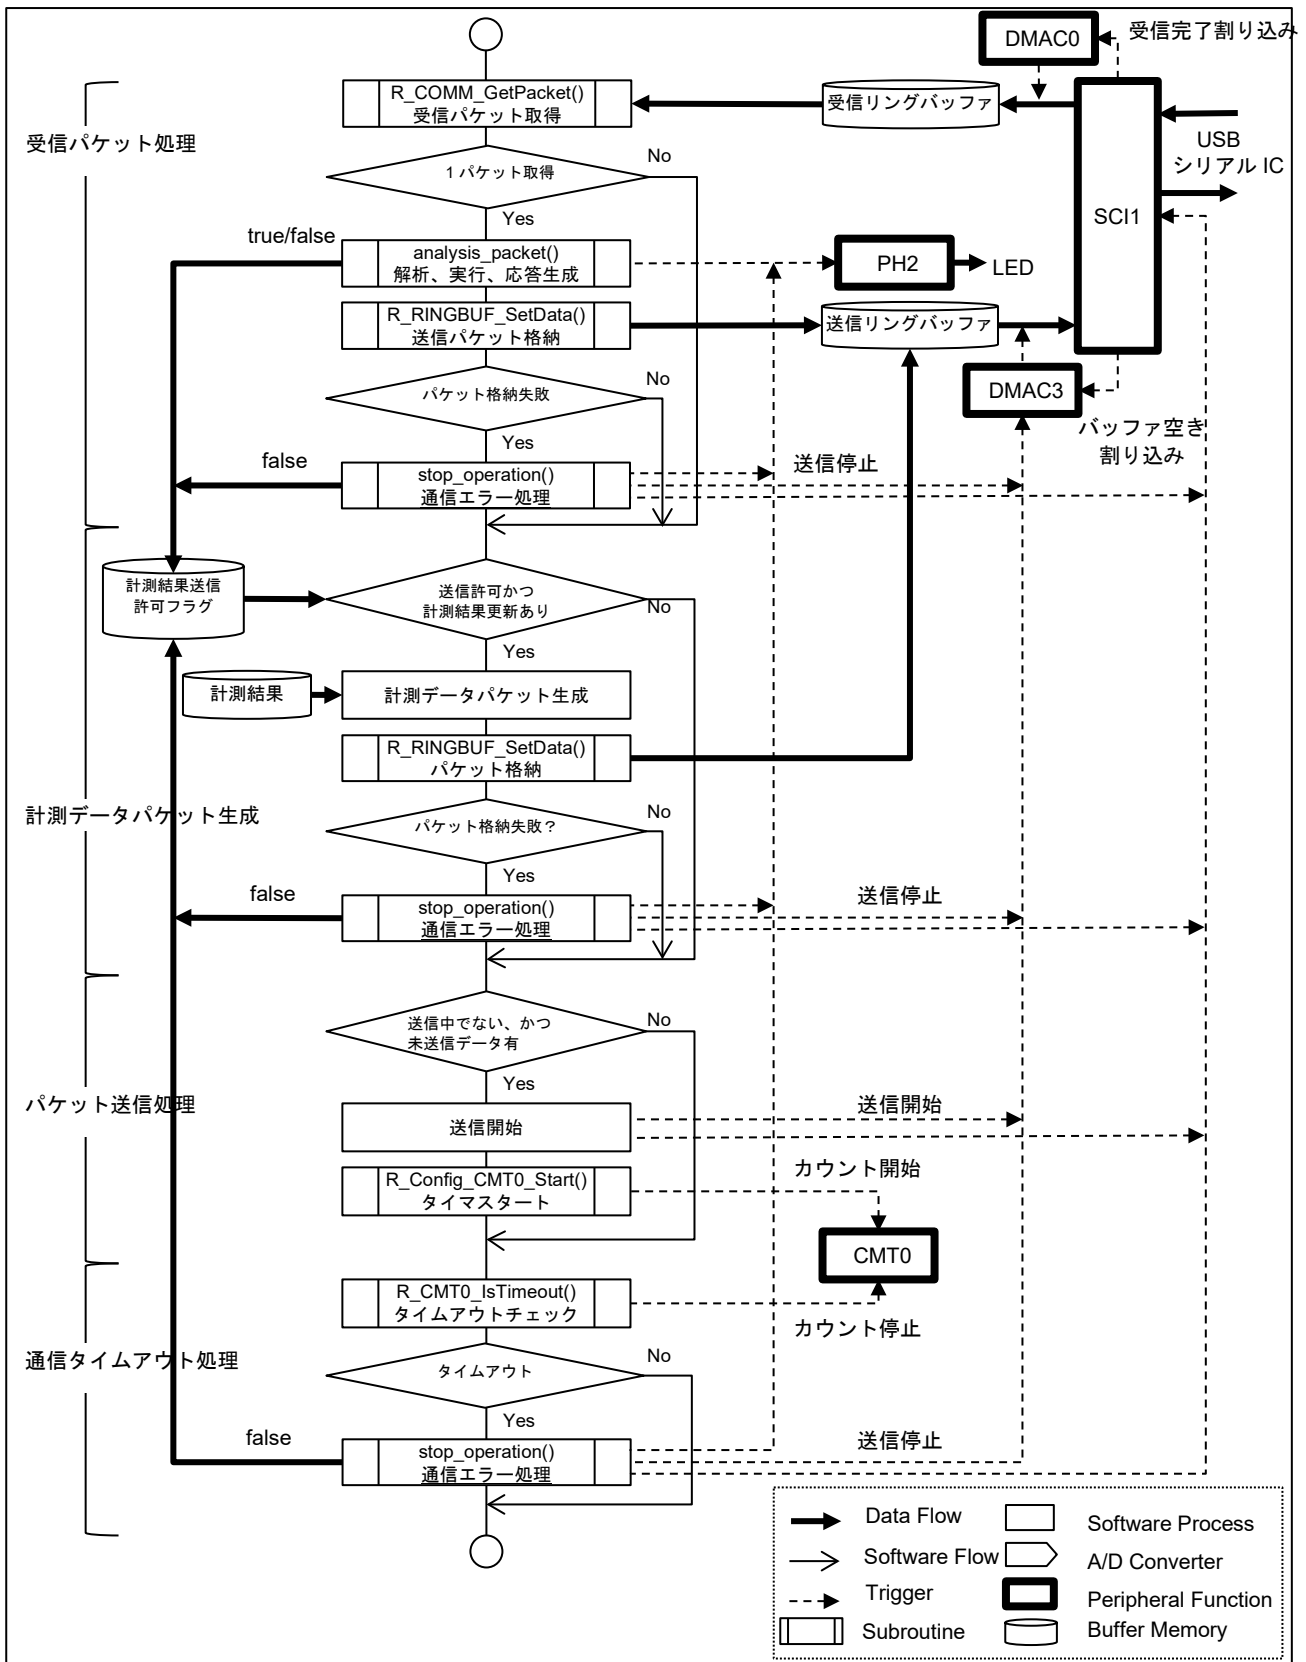 DMAC0
受信完了割り込み
R_COMM_GetPacket()
受信パケット取得
受信リングバッファ
受信パケット処理
USB
シリアル IC
No
1 パケット取得
Yes
SCI1
true/false
analysis_packet()
解析、実行、応答生成
PH2
LED
R_RINGBUF_SetData()
送信パケット格納
送信リングバッファ
No
パケット格納失敗
DMAC3
バッファ空き
割り込み
Yes
false
stop_operation()
通信エラー処理
送信停止
計測結果送信
許可フラグ
送信許可かつ
計測結果更新あり
No
Yes
計測結果
計測データパケット生成
R_RINGBUF_SetData()
パケット格納
計測データパケット生成
No
パケット格納失敗？
Yes
false
stop_operation()
通信エラー処理
送信停止
No
送信中でない、かつ
未送信データ有
Yes
パケット送信処理
送信開始
送信開始
R_Config_CMT0_Start()
タイマスタート
カウント開始
CMT0
R_CMT0_IsTimeout()
タイムアウトチェック
カウント停止
通信タイムアウト処理
No
タイムアウト
Yes
false
stop_operation()
通信エラー処理
送信停止
Data Flow
Software Process
Software Flow
A/D Converter
Trigger
Peripheral Function
Subroutine
Buffer Memory